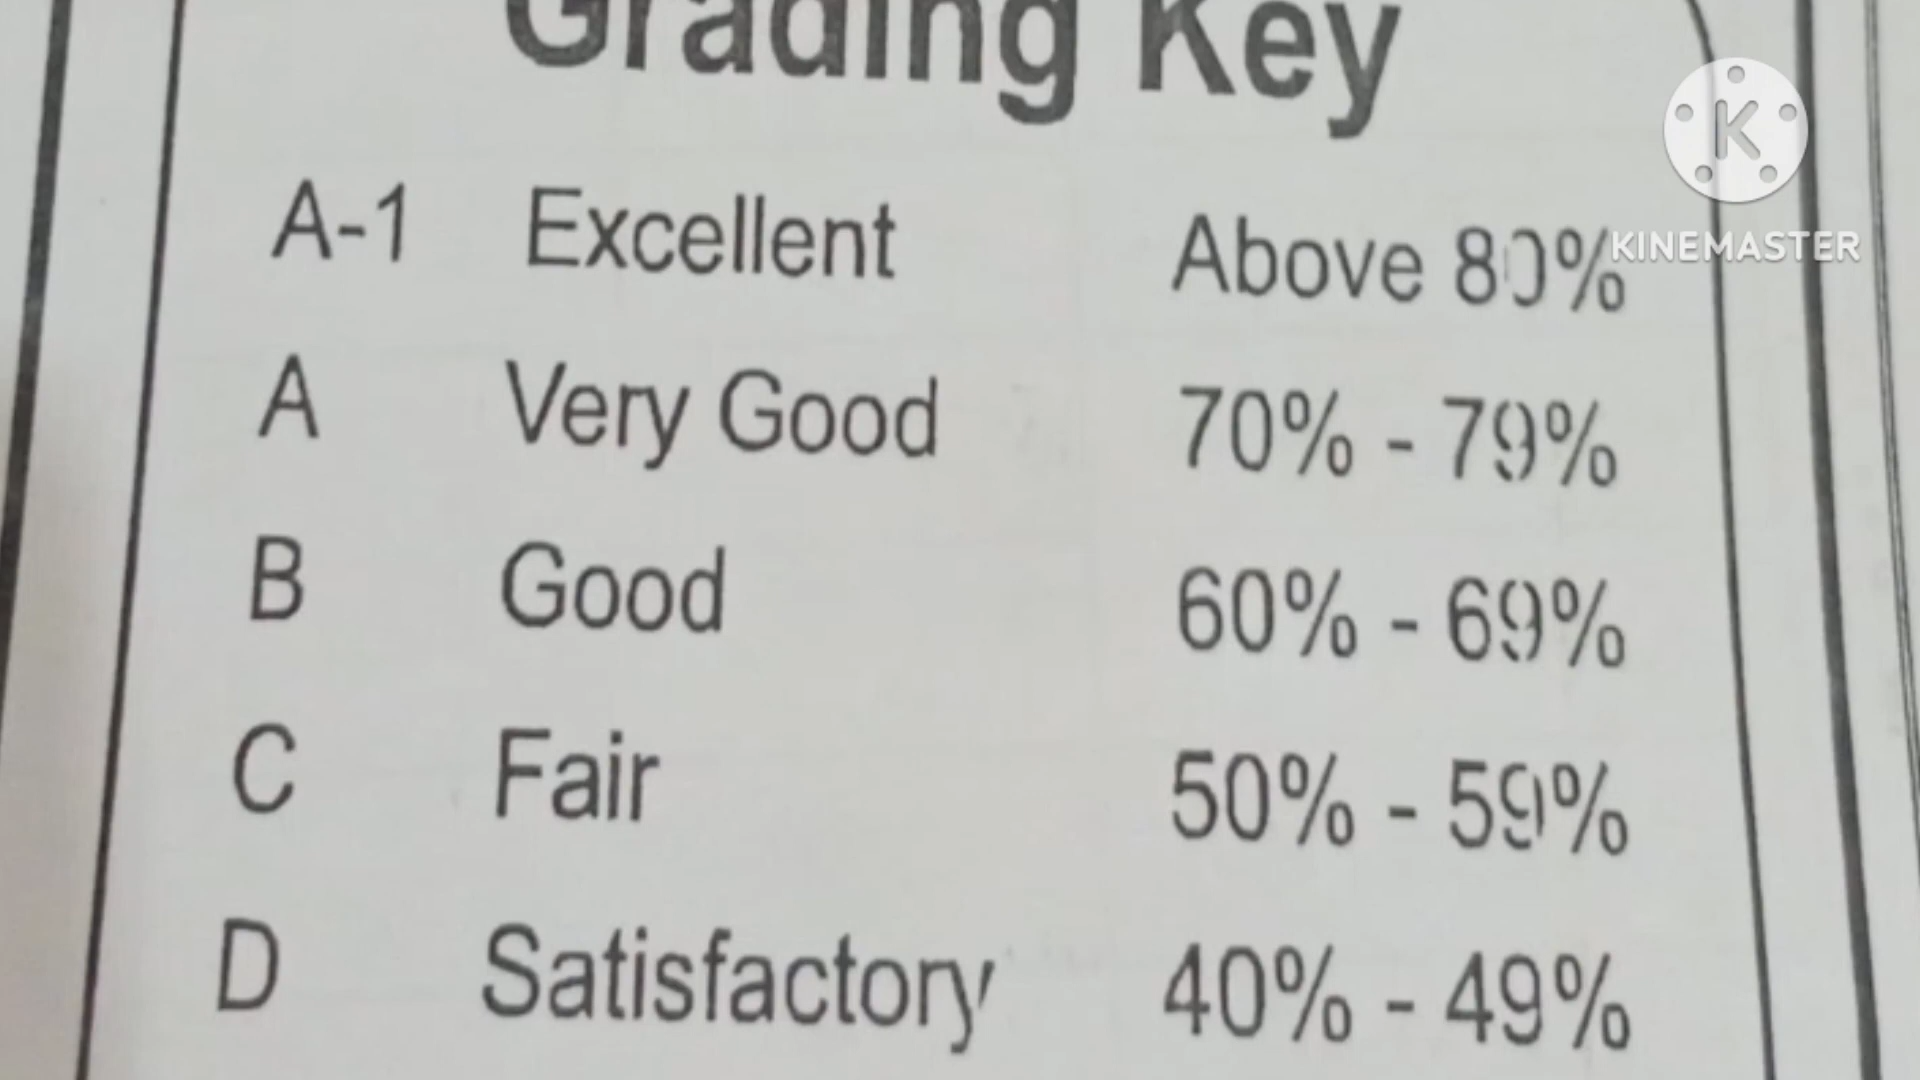 Grading Key
A-1 Excellent Above 80%
A Very Good 70% - 79%
B Good 60% - 69%
C Fair 50% - 59%
D Satisfactory 40% - 49%
K
KINEMASTER